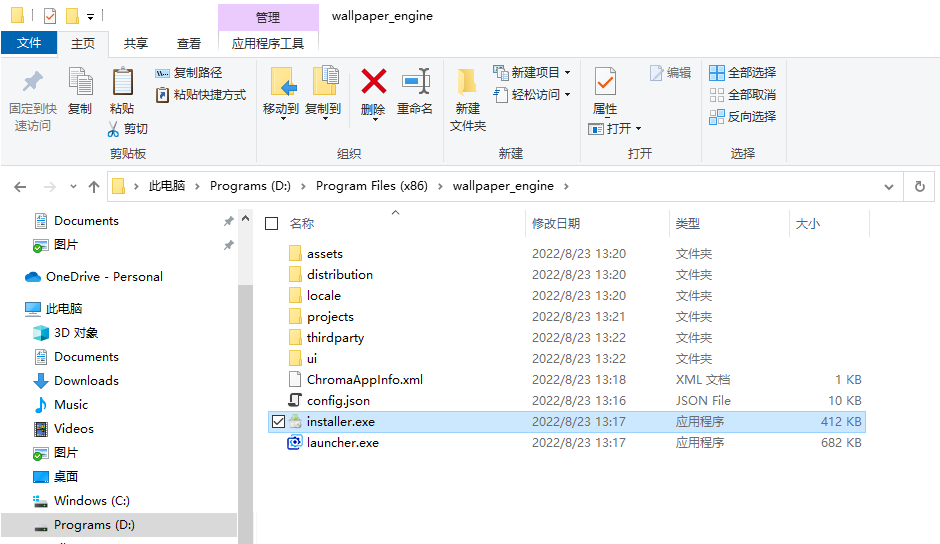 管理
wallpaper_engine
文件
主页
共享
查看
应用程序工具
固定到快
速访问
复制
粘贴
复制路径
粘贴快捷方式
剪切
剪贴板
移动到
复制到
删除
重命名
组织
新建
文件夹
新建项目
轻松访问
新建
属性
打开
编辑
打开
全部选择
全部取消
反向选择
选择
此电脑
Programs (D:)
Program Files (x86)
wallpaper_engine
Documents
图片
OneDrive - Personal
此电脑
3D 对象
Documents
Downloads
Music
Videos
图片
桌面
Windows (C:)
Programs (D:)
名称 修改日期 类型 大小
assets 2022/8/23 13:20 文件夹
distribution 2022/8/23 13:20 文件夹
locale 2022/8/23 13:20 文件夹
projects 2022/8/23 13:21 文件夹
thirdparty 2022/8/23 13:22 文件夹
ui 2022/8/23 13:22 文件夹
ChromaAppInfo.xml 2022/8/23 13:18 XML 文档 1 KB
config.json 2022/8/23 13:16 JSON File 10 KB
installer.exe 2022/8/23 13:17 应用程序 412 KB
launcher.exe 2022/8/23 13:17 应用程序 682 KB